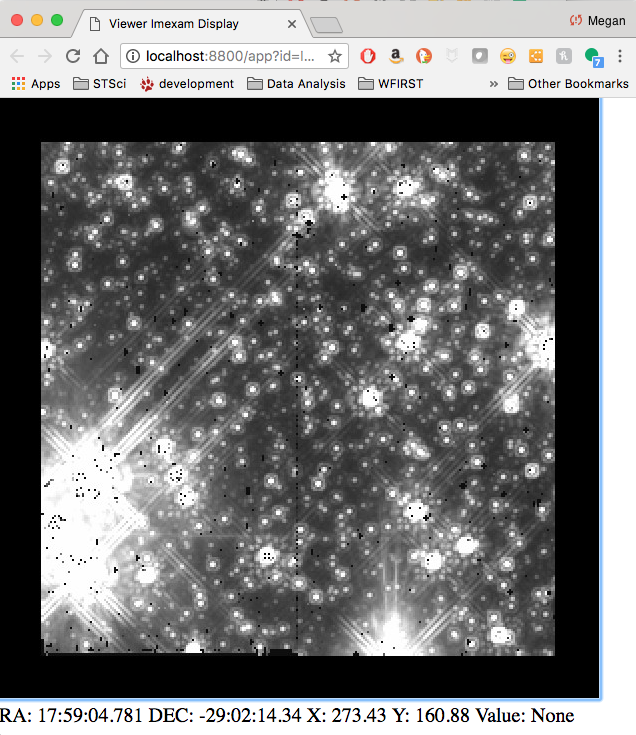 Viewer Imexam Display
Megan
localhost:8800/app?id=I...
Apps STSci development Data Analysis WFIRST » Other Bookmarks
7
RA: 17:59:04.781 DEC: -29:02:14.34 X: 273.43 Y: 160.88 Value: None